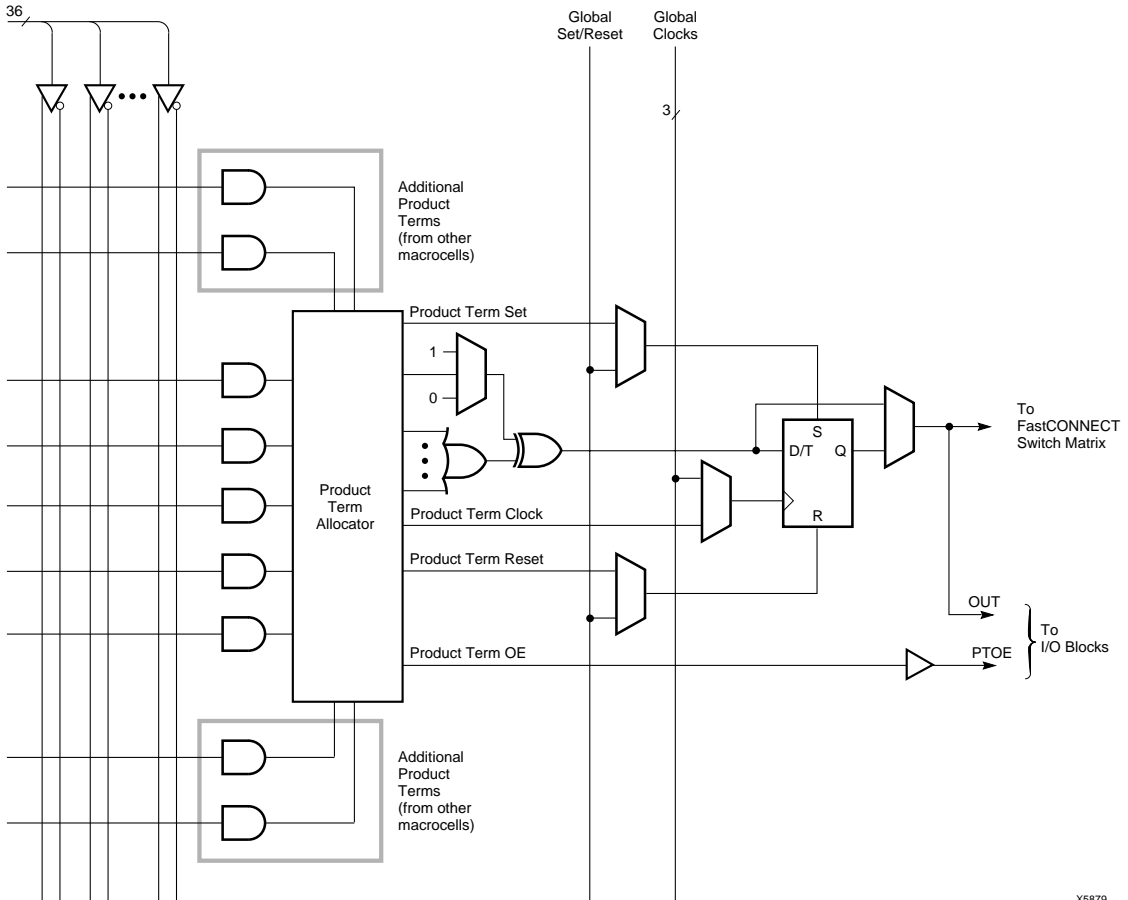 36
Global
Set/Reset
Global
Clocks
3
Additional
Product
Terms
(from other
macrocells)
Product Term Set
1
0
To
FastCONNECT
Switch Matrix
S
D/T
Q
R
Product
Term
Allocator
Product Term Clock
Product Term Reset
OUT
To
I/O Blocks
PTOE
Product Term OE
Additional
Product
Terms
(from other
macrocells)
X5879